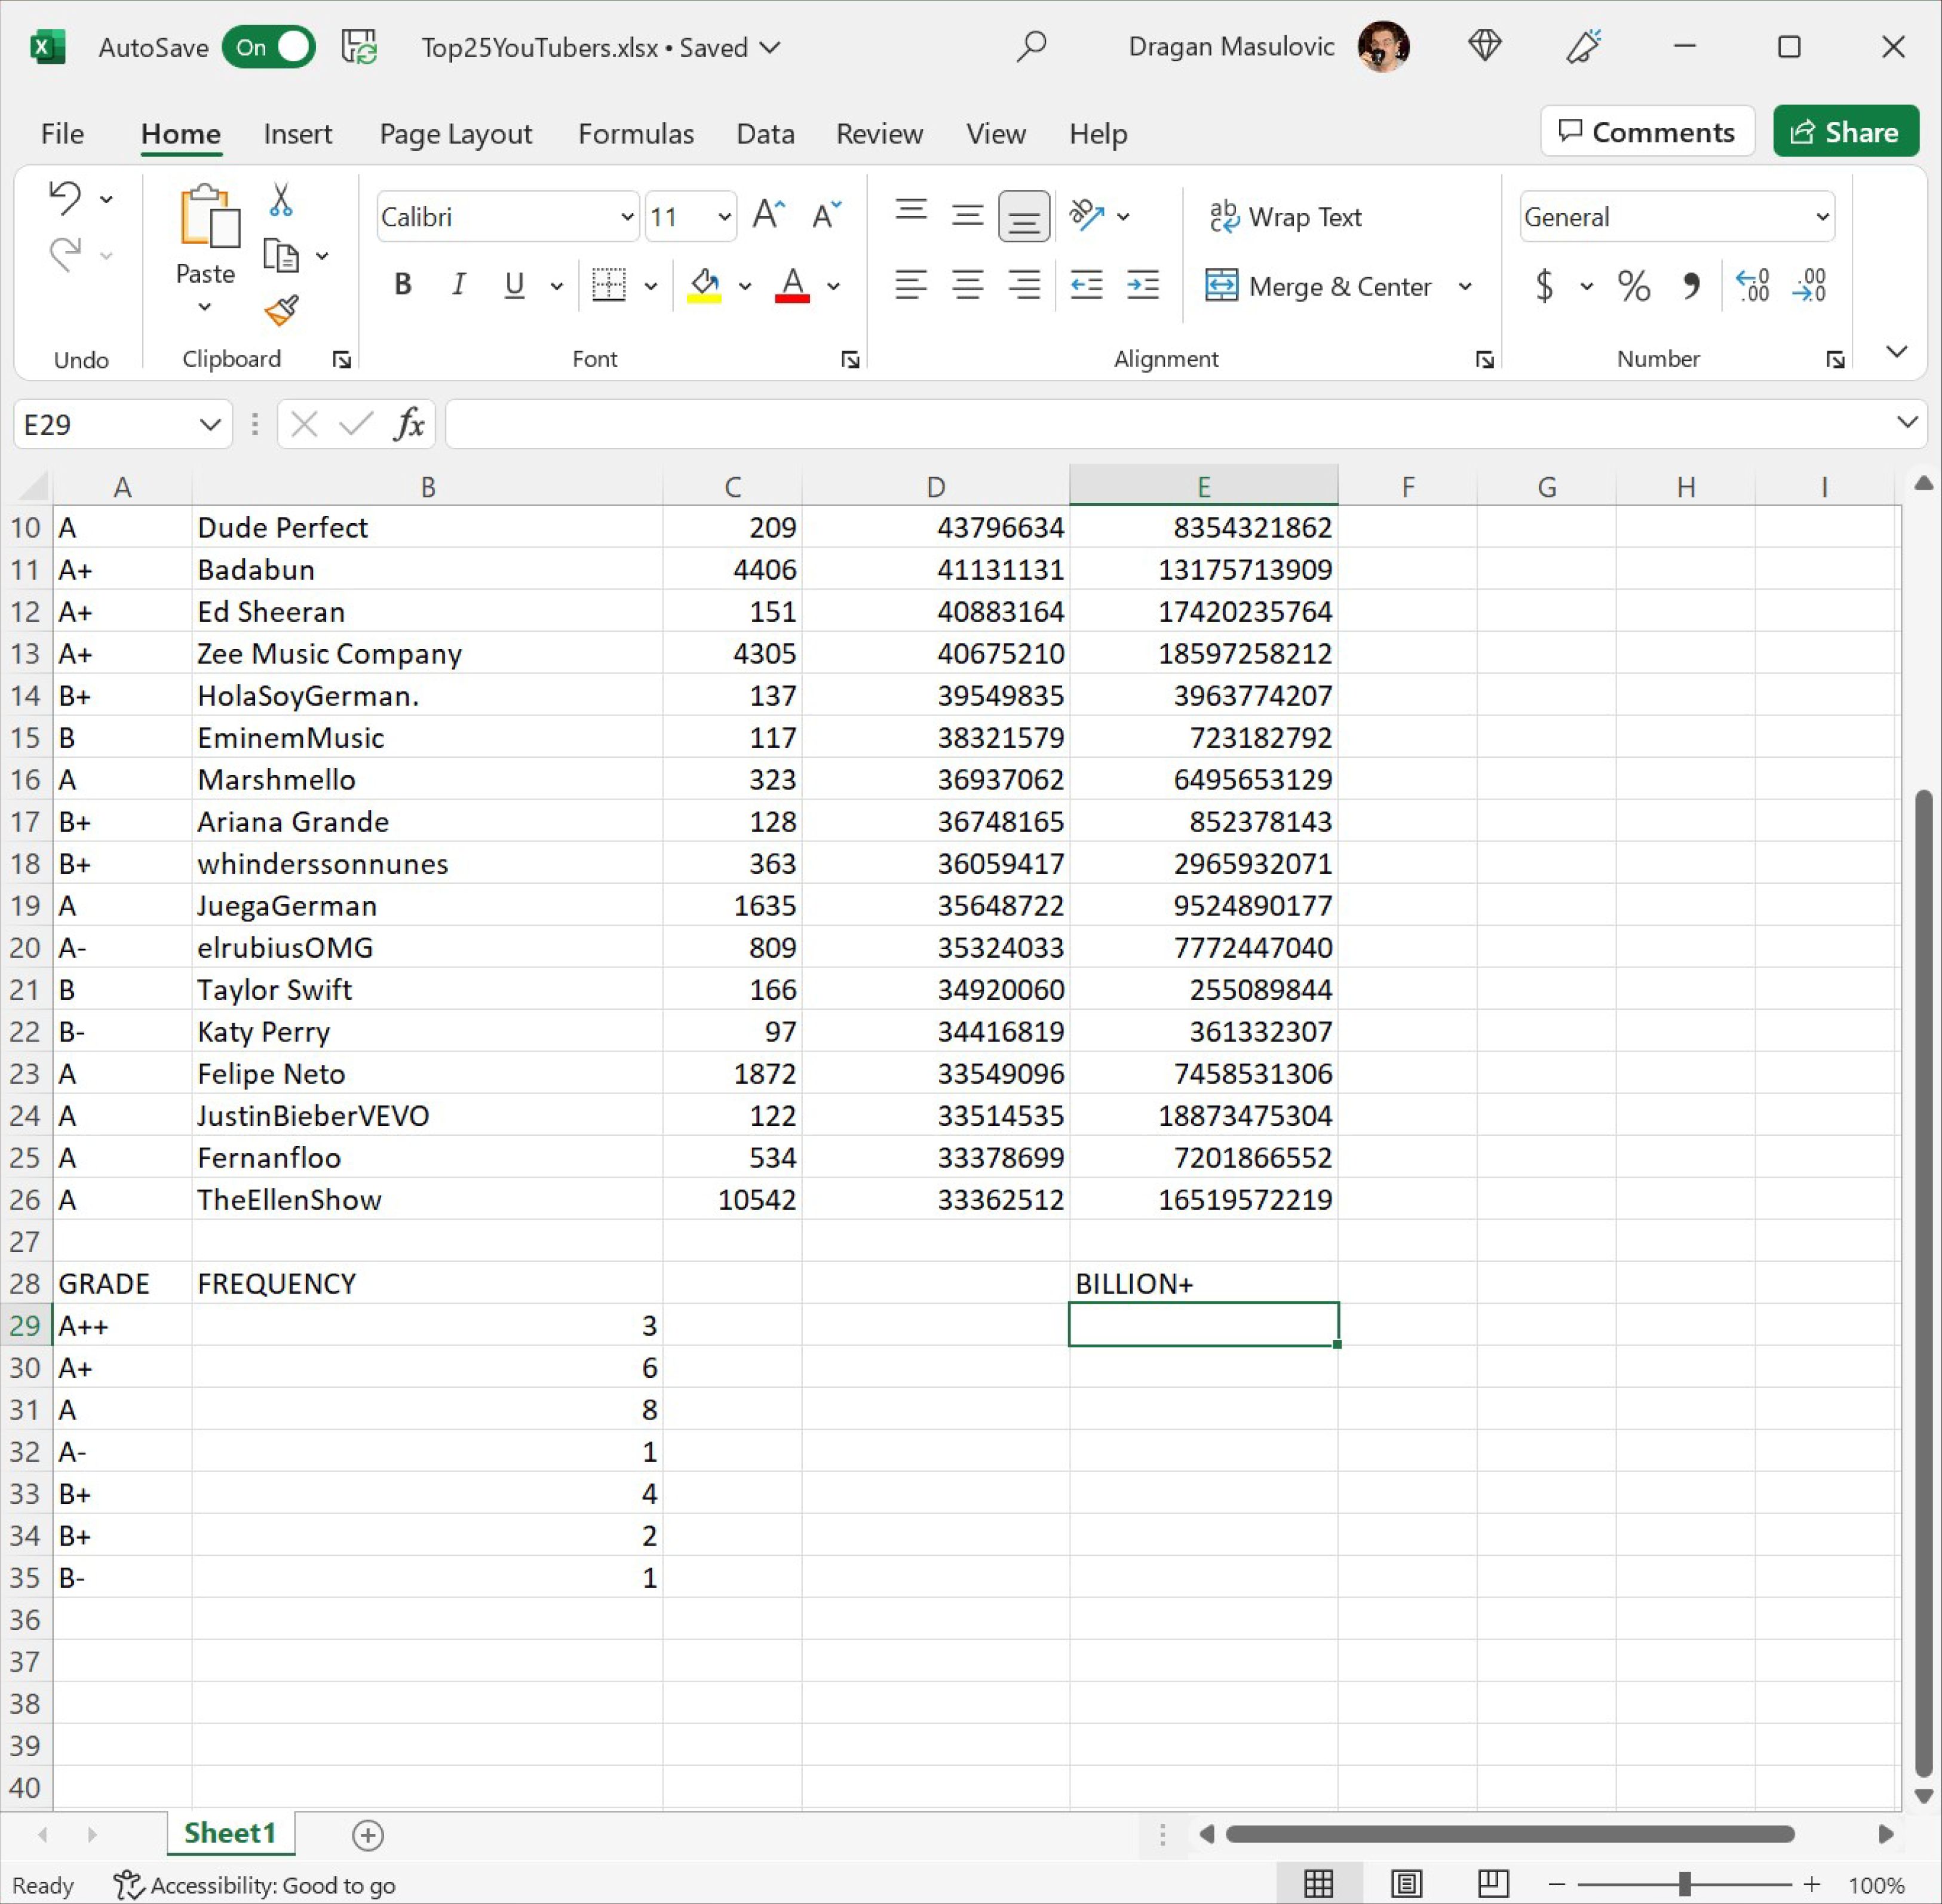 AutoSave On Top25YouTubers.xlsx • Saved Dragan Masulovic
File Home Insert Page Layout Formulas Data Review View Help Comments Share
Paste Calibri 11 Wrap Text General
B I U Merge & Center $ %
Undo Clipboard Font Alignment Number
E29 fx
A B C D E F G H I
10 A Dude Perfect 209 43796634 8354321862
11 A+ Badabun 4406 41131131 13175713909
12 A+ Ed Sheeran 151 40883164 17420235764
13 A+ Zee Music Company 4305 40675210 18597258212
14 B+ HolaSoyGerman. 137 39549835 3963774207
15 B EminemMusic 117 38321579 723182792
16 A Marshmello 323 36937062 6495653129
17 B+ Ariana Grande 128 36748165 852378143
18 B+ whinderssonnunes 363 36059417 2965932071
19 A JuegaGerman 1635 35648722 9524890177
20 A- elrubiusOMG 809 35324033 7772447040
21 B Taylor Swift 166 34920060 255089844
22 B- Katy Perry 97 34416819 361332307
23 A Felipe Neto 1872 33549096 7458531306
24 A JustinBieberVEVO 122 33514535 18873475304
25 A Fernanfloo 534 33378699 7201866552
26 A TheEllenShow 10542 33362512 16519572219
27
28 GRADE FREQUENCY BILLION+
29 A++ 3
30 A+ 6
31 A 8
32 A- 1
33 B+ 4
34 B+ 2
35 B- 1
36
37
38
39
40
Sheet1
Ready Accessibility: Good to go 100%